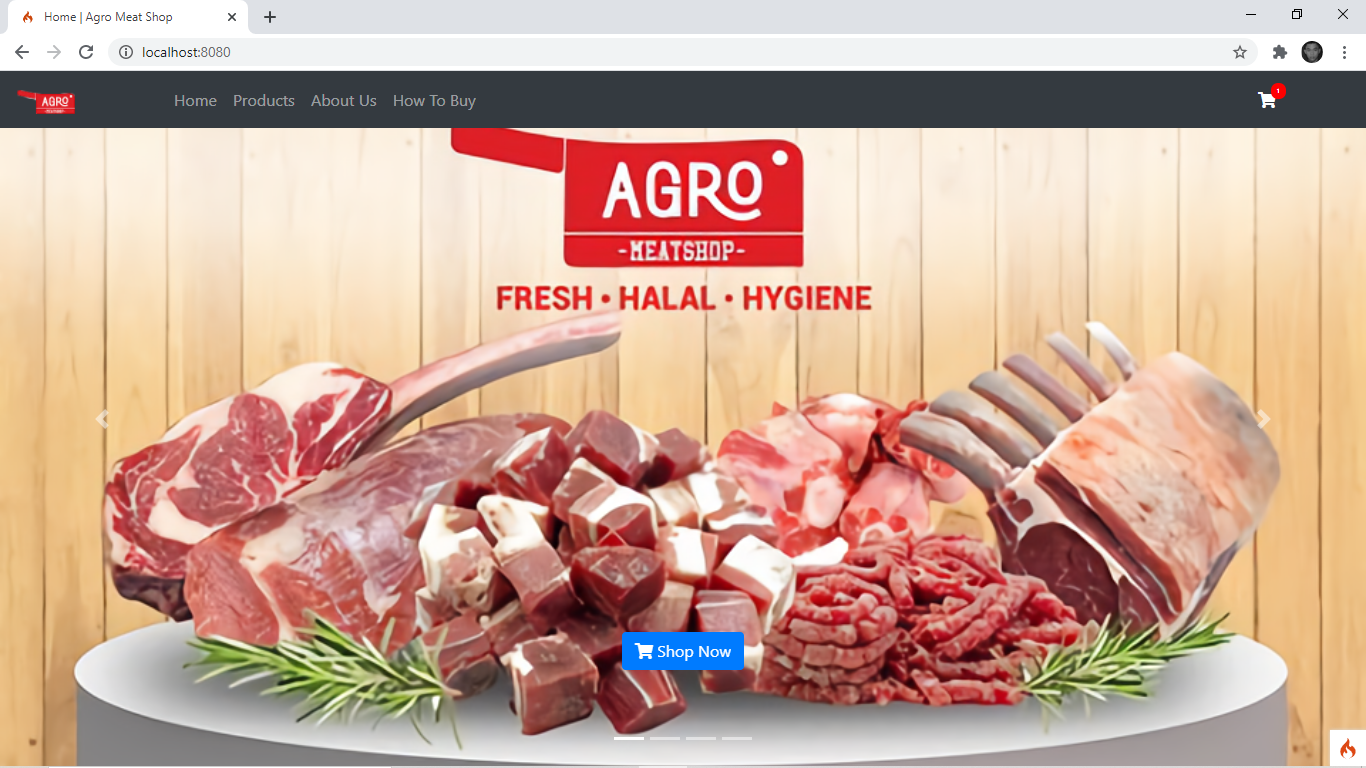 Home | Agro Meat Shop
localhost:8080
AGRO
Home Products About Us How To Buy
1
AGRO
-MEATSHOP-
FRESH • HALAL • HYGIENE
Shop Now